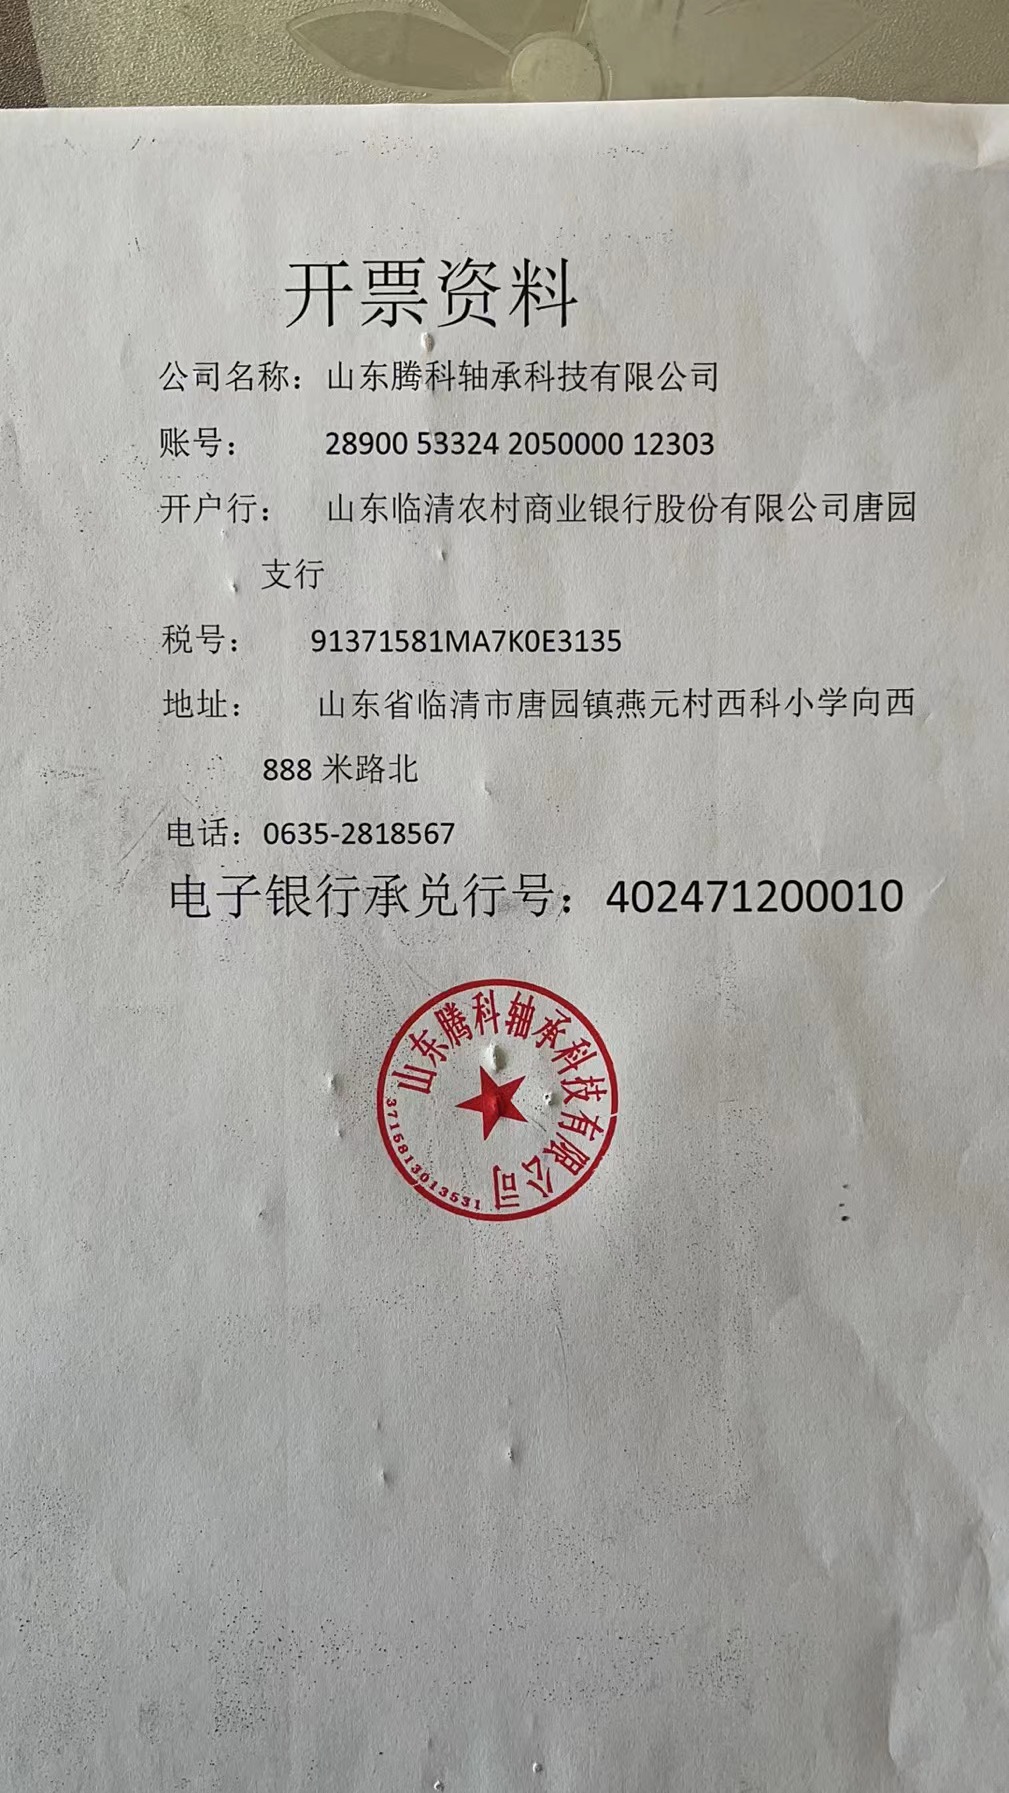 开票资料
公司名称：山东腾科轴承科技有限公司
账号： 28900 53324 2050000 12303
开户行： 山东临清农村商业银行股份有限公司唐园
支行
税号： 91371581MA7K0E3135
地址： 山东省临清市唐园镇燕元村西科小学向西
888 米路北
电话：0635-2818567
电子银行承兑行号：402471200010
山东腾科轴承科技有限公司
3715813013531